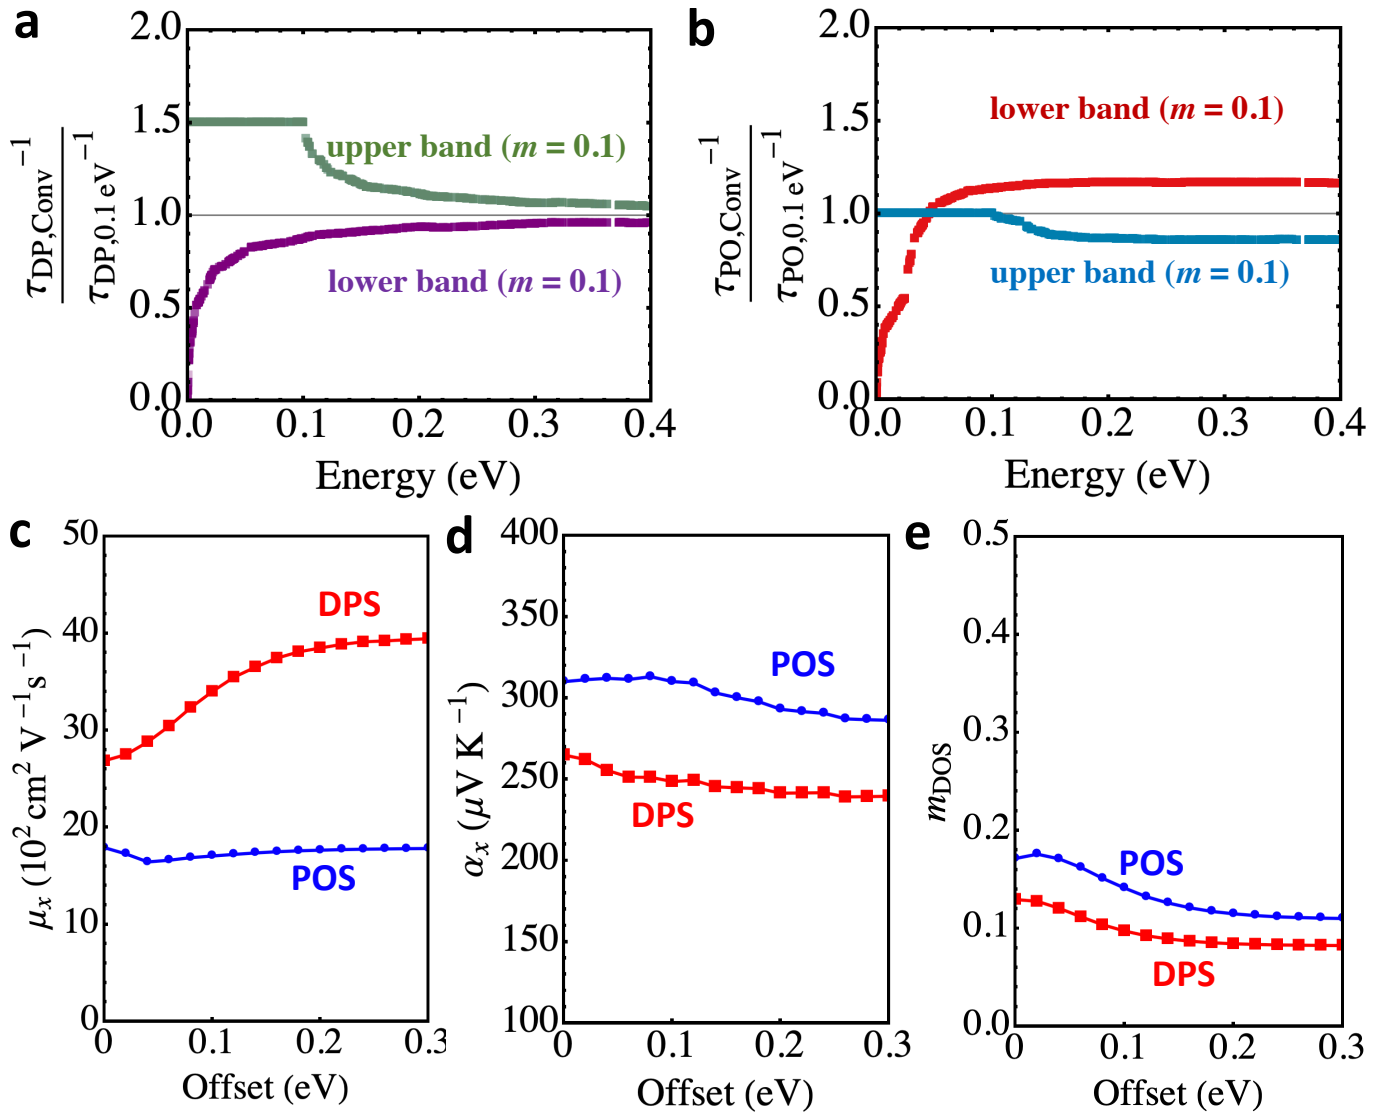 a
2.0
1.5
1.0
0.5
0.0
τDP,Conv⁻¹
τDP,0.1 eV⁻¹
upper band (m = 0.1)
lower band (m = 0.1)
0.0 0.1 0.2 0.3 0.4
Energy (eV)
b
2.0
1.5
1.0
0.5
0.0
τPO,Conv⁻¹
τPO,0.1 eV⁻¹
lower band (m = 0.1)
upper band (m = 0.1)
0.0 0.1 0.2 0.3 0.4
Energy (eV)
c
50
40
30
20
10
0
μx (10² cm² V⁻¹s⁻¹)
DPS
POS
0 0.1 0.2 0.3
Offset (eV)
d
400
350
300
250
200
150
100
αx (μV K⁻¹)
POS
DPS
0 0.1 0.2 0.3
Offset (eV)
e
0.5
0.4
0.3
0.2
0.1
0.0
mDOS
POS
DPS
0 0.1 0.2 0.3
Offset (eV)